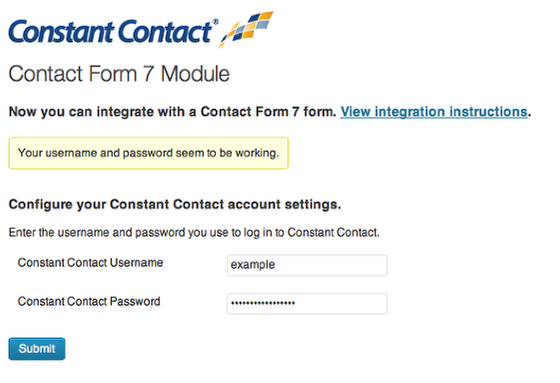 Constant Contact®
Contact Form 7 Module
Now you can integrate with a Contact Form 7 form. View integration instructions.
Your username and password seem to be working.
Configure your Constant Contact account settings.
Enter the username and password you use to log in to Constant Contact.
Constant Contact Username example
Constant Contact Password •••••••••••••••••
Submit